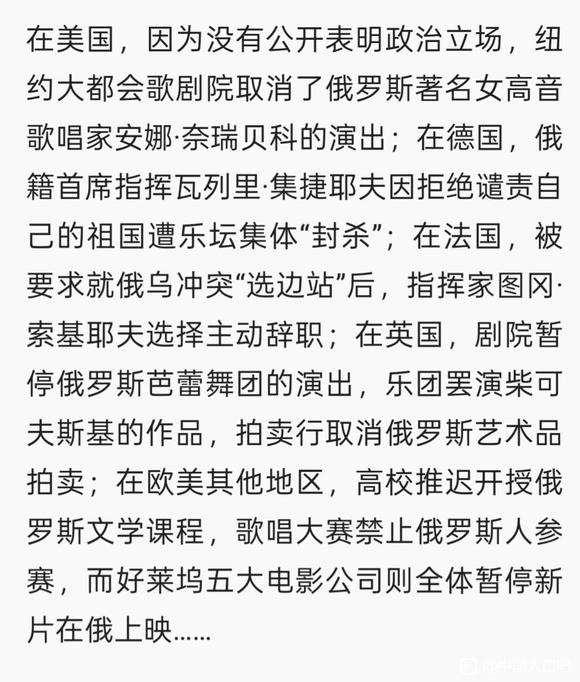 在美国，因为没有公开表明政治立场，纽
约大都会歌剧院取消了俄罗斯著名女高音
歌唱家安娜·奈瑞贝科的演出；在德国，俄
籍首席指挥瓦列里·集捷耶夫因拒绝谴责自
己的祖国遭乐坛集体“封杀”；在法国，被
要求就俄乌冲突“选边站”后，指挥家图冈·
索基耶夫选择主动辞职；在英国，剧院暂
停俄罗斯芭蕾舞团的演出，乐团罢演柴可
夫斯基的作品，拍卖行取消俄罗斯艺术品
拍卖；在欧美其他地区，高校推迟开授俄
罗斯文学课程，歌唱大赛禁止俄罗斯人参
赛，而好莱坞五大电影公司则全体暂停新
片在俄上映……